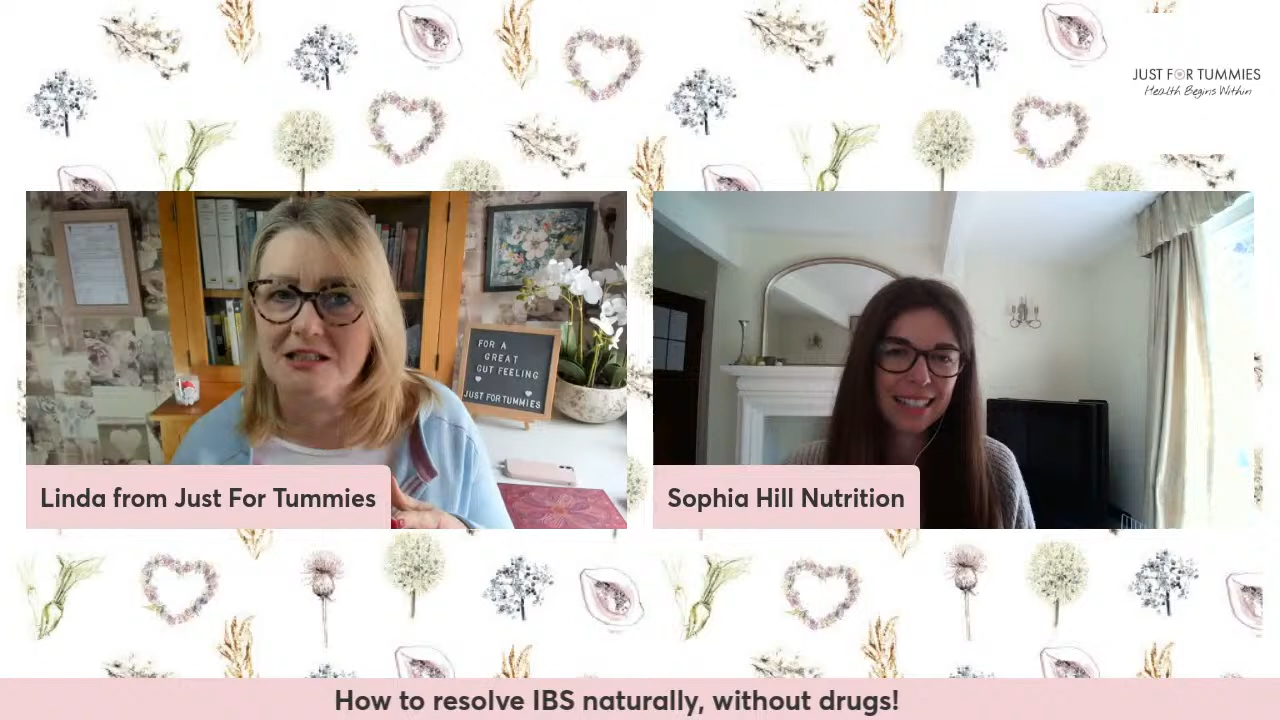 JUST FOR TUMMIES
Health Begins Within
FOR A
GREAT
GUT FEELING
JUST FOR TUMMIES
Linda from Just For Tummies
Sophia Hill Nutrition
How to resolve IBS naturally, without drugs!